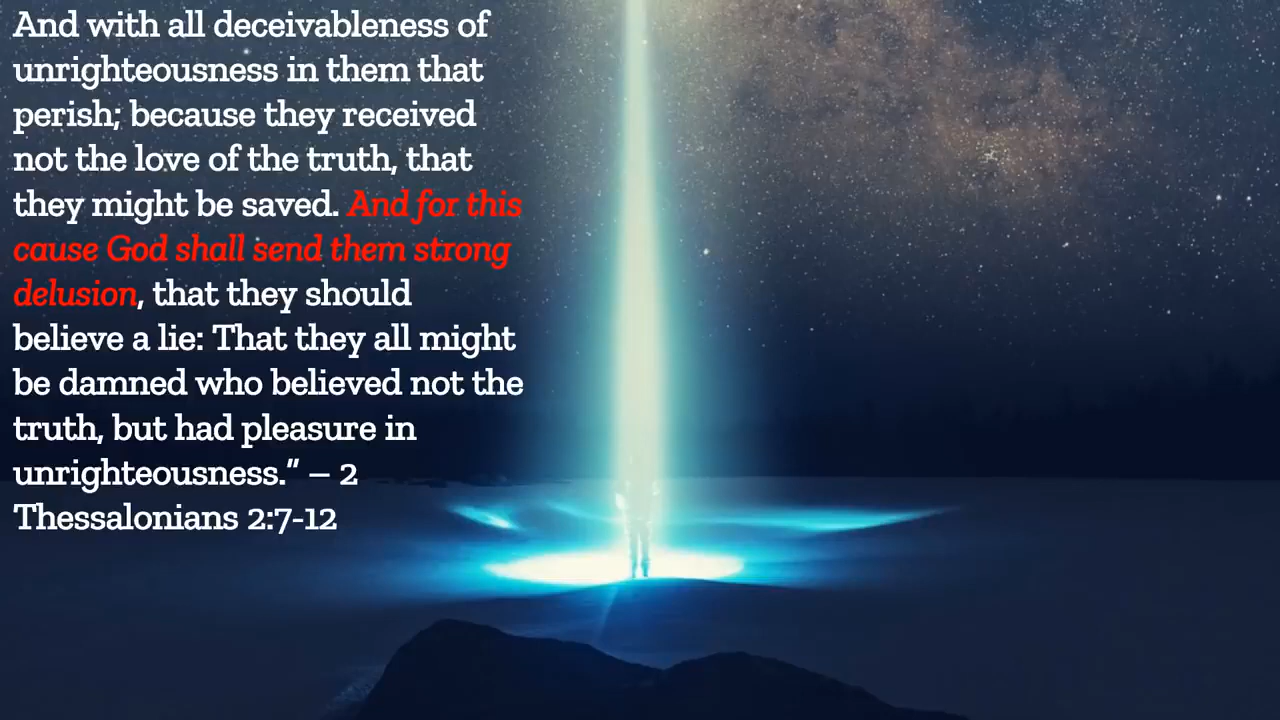 And with all deceivableness of
unrighteousness in them that
perish; because they received
not the love of the truth, that
they might be saved. And for this
cause God shall send them strong
delusion, that they should
believe a lie: That they all might
be damned who believed not the
truth, but had pleasure in
unrighteousness.” – 2
Thessalonians 2:7-12